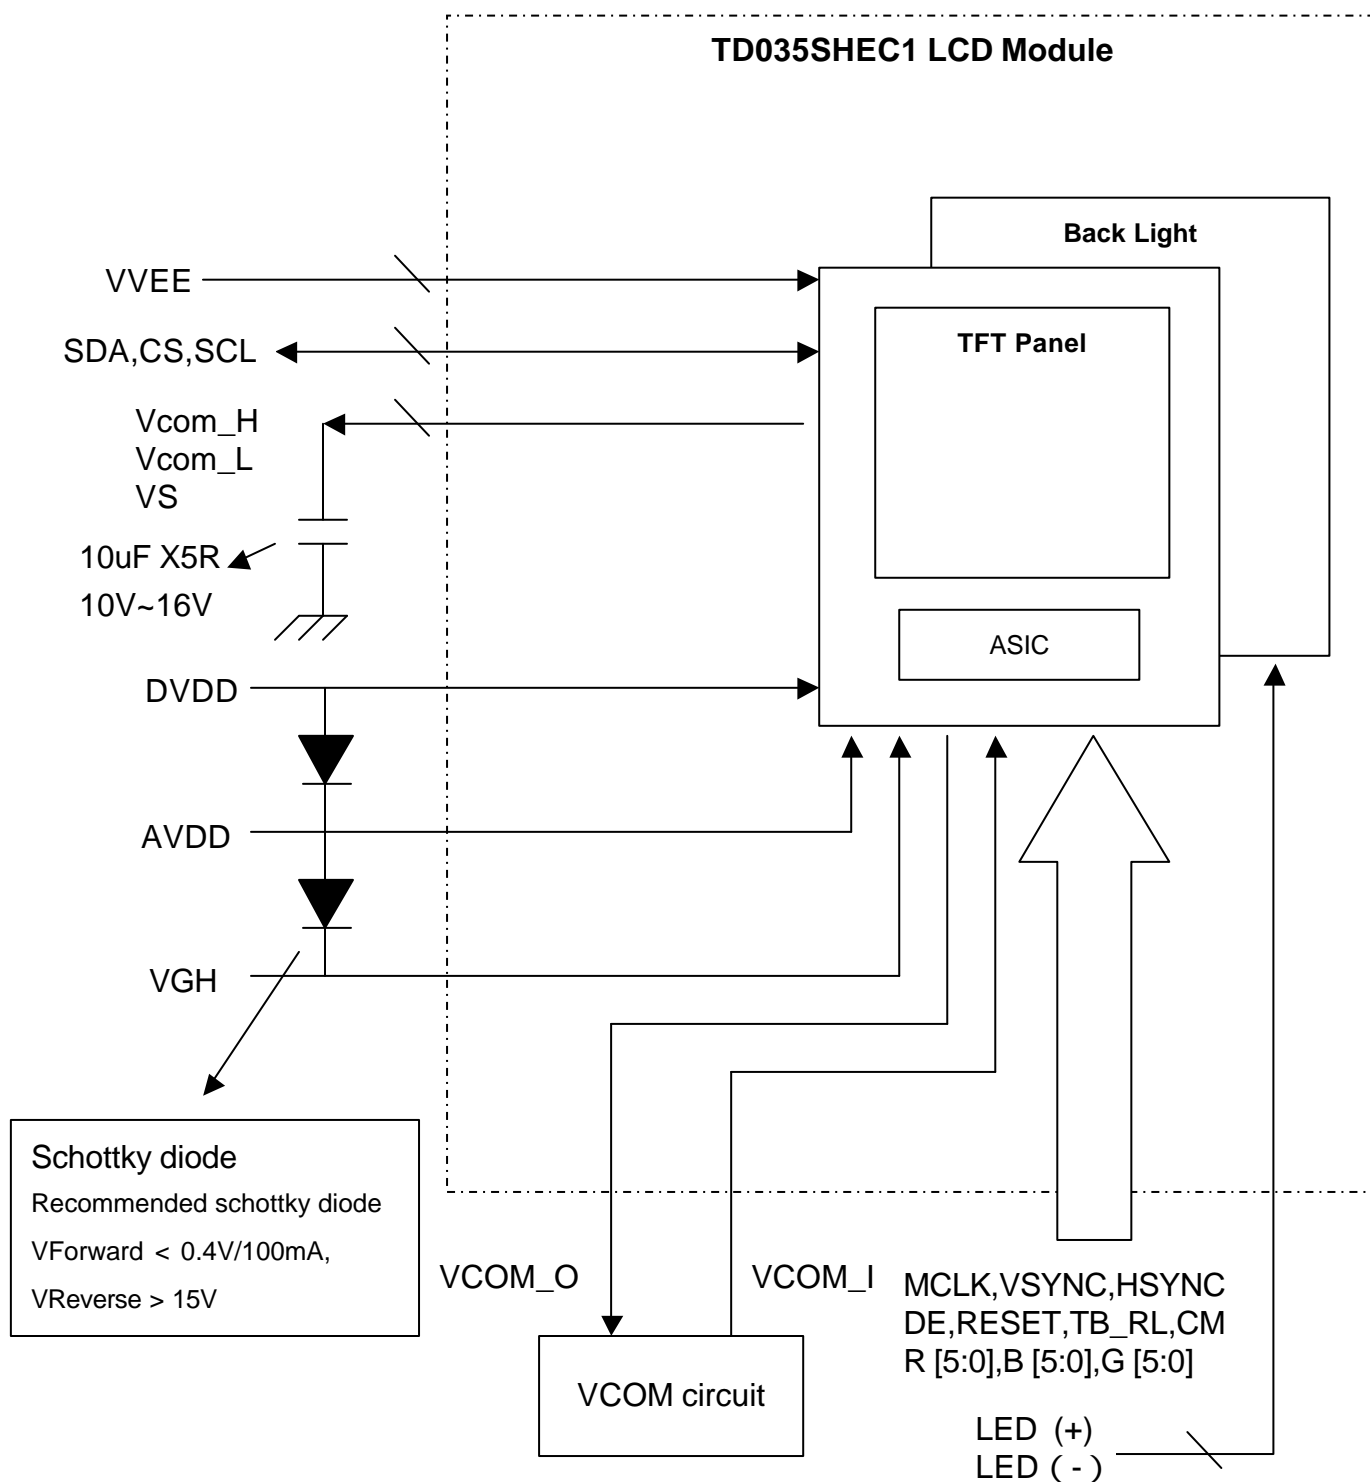 TD035SHEC1 LCD Module
Back Light
VVEE
TFT Panel
SDA,CS,SCL
Vcom_H
Vcom_L
VS
10uF X5R
10V~16V
ASIC
DVDD
AVDD
VGH
Schottky diode
Recommended schottky diode
VForward < 0.4V/100mA,
VReverse > 15V
VCOM_O
VCOM_I
MCLK,VSYNC,HSYNC
DE,RESET,TB_RL,CM
R [5:0],B [5:0],G [5:0]
VCOM circuit
LED (+)
LED ( - )